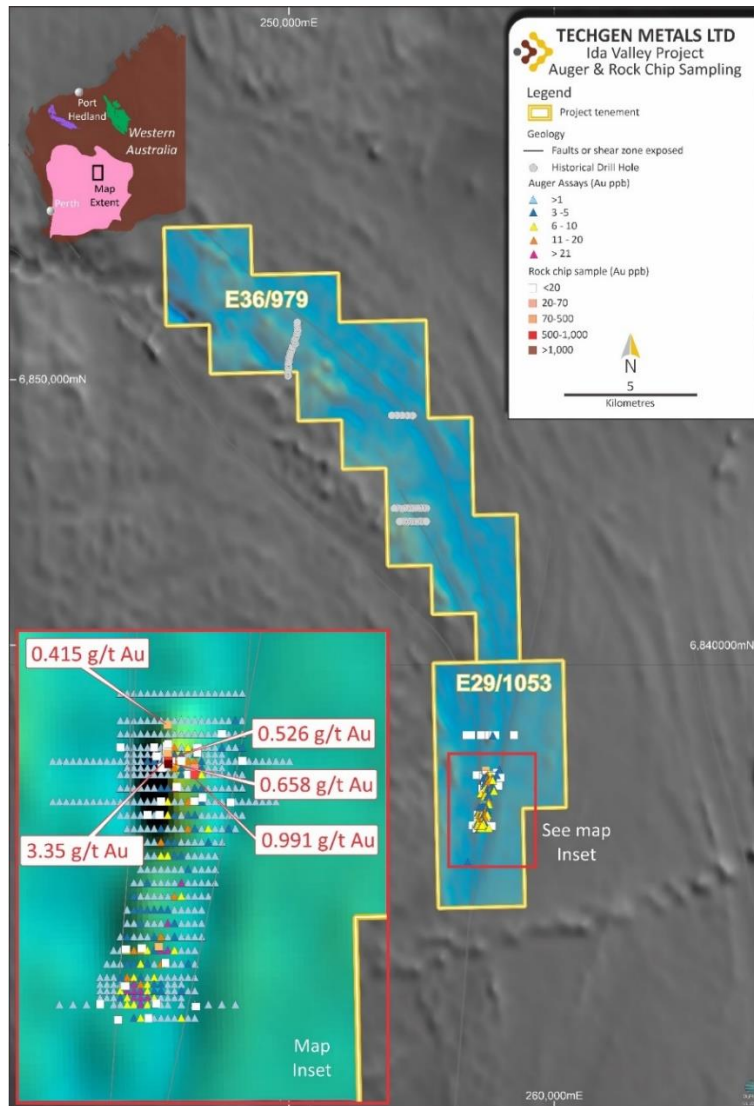 250,000mE
TECHGEN METALS LTD
Ida Valley Project
Auger & Rock Chip Sampling
Legend
Project tenement
Geology
Faults or shear zone exposed
Historical Drill Hole
Auger Assays (Au ppb)
>1
3 -5
6 - 10
11 - 20
> 21
Rock chip sample (Au ppb)
<20
20-70
70-500
500-1,000
>1,000
N
5
Kilometres
Port
Hedland
Western
Australia
Map
Extent
Perth
E36/979
6,850,000mN
6,840000mN
E29/1053
See map
Inset
0.415 g/t Au
0.526 g/t Au
0.658 g/t Au
0.991 g/t Au
3.35 g/t Au
Map
Inset
260,000mE